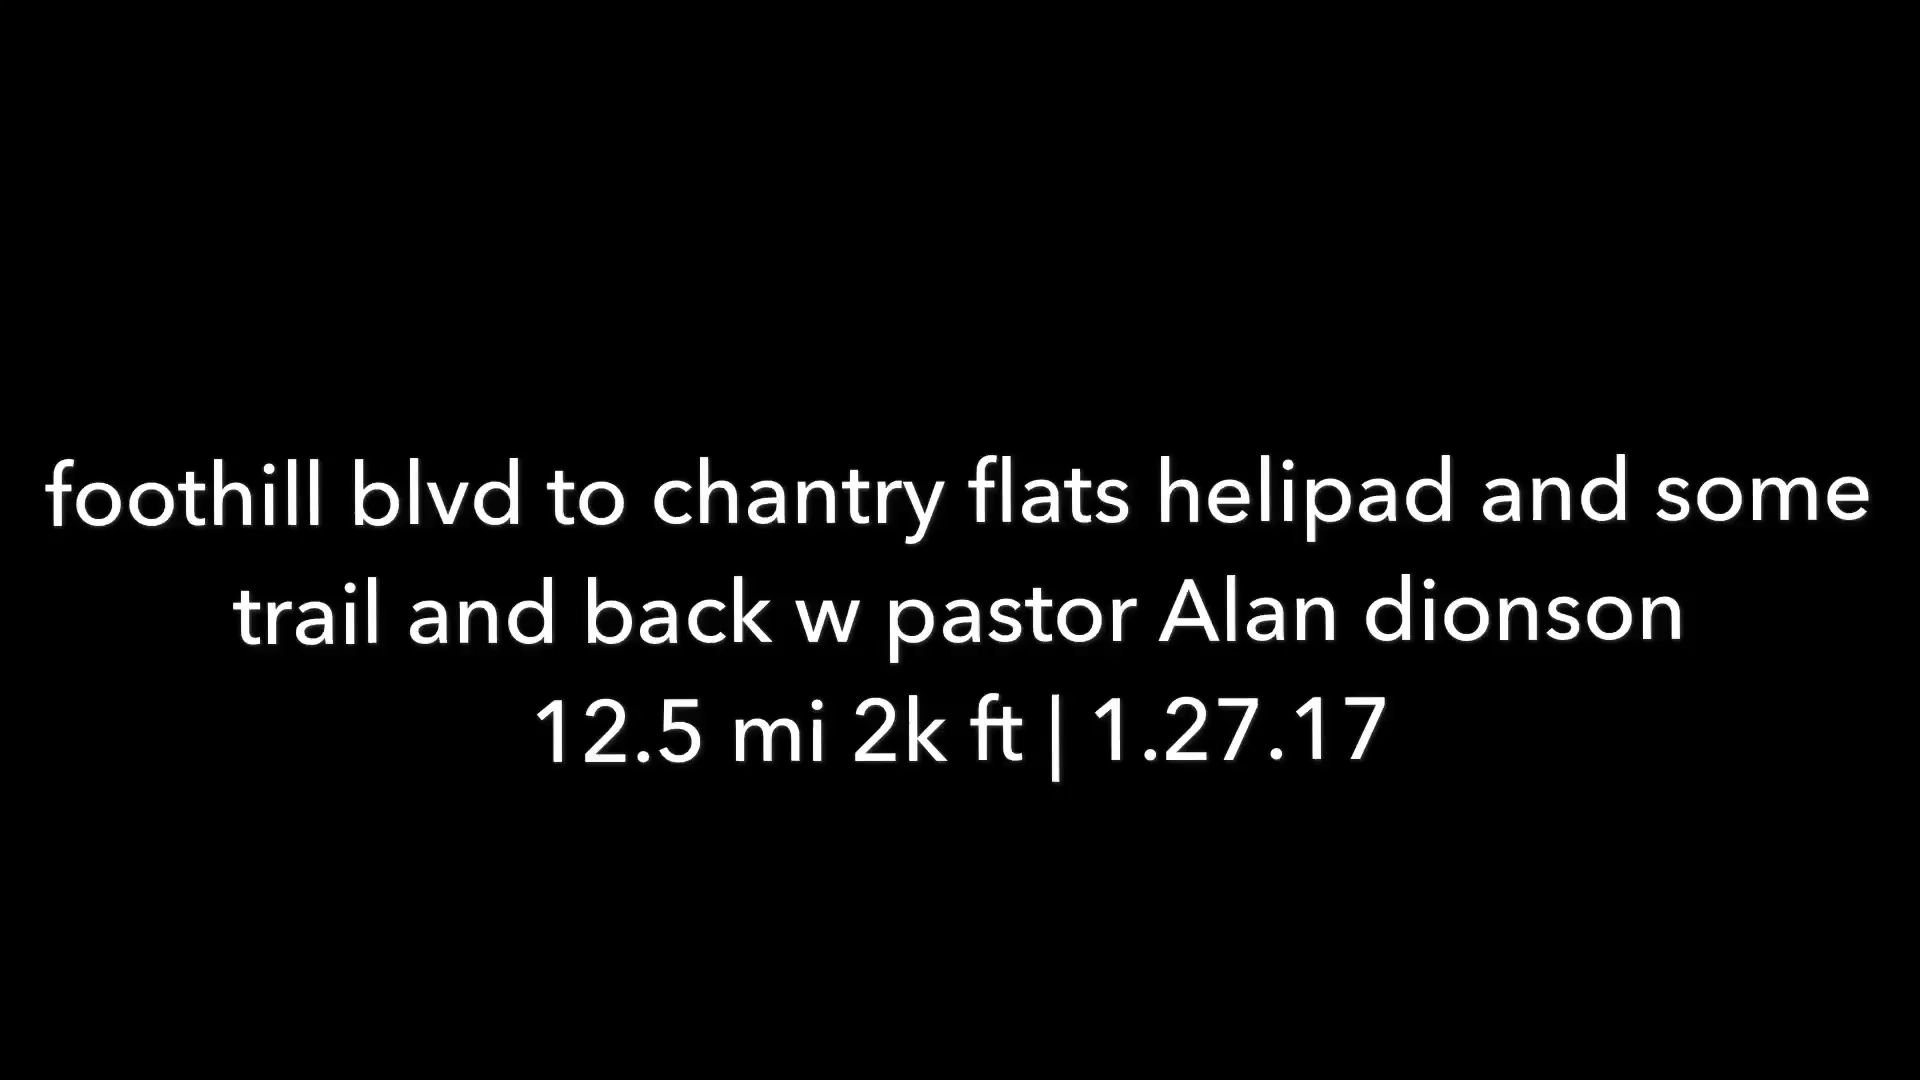 foothill blvd to chantry flats helipad and some
trail and back w pastor Alan dionson
12.5 mi 2k ft | 1.27.17